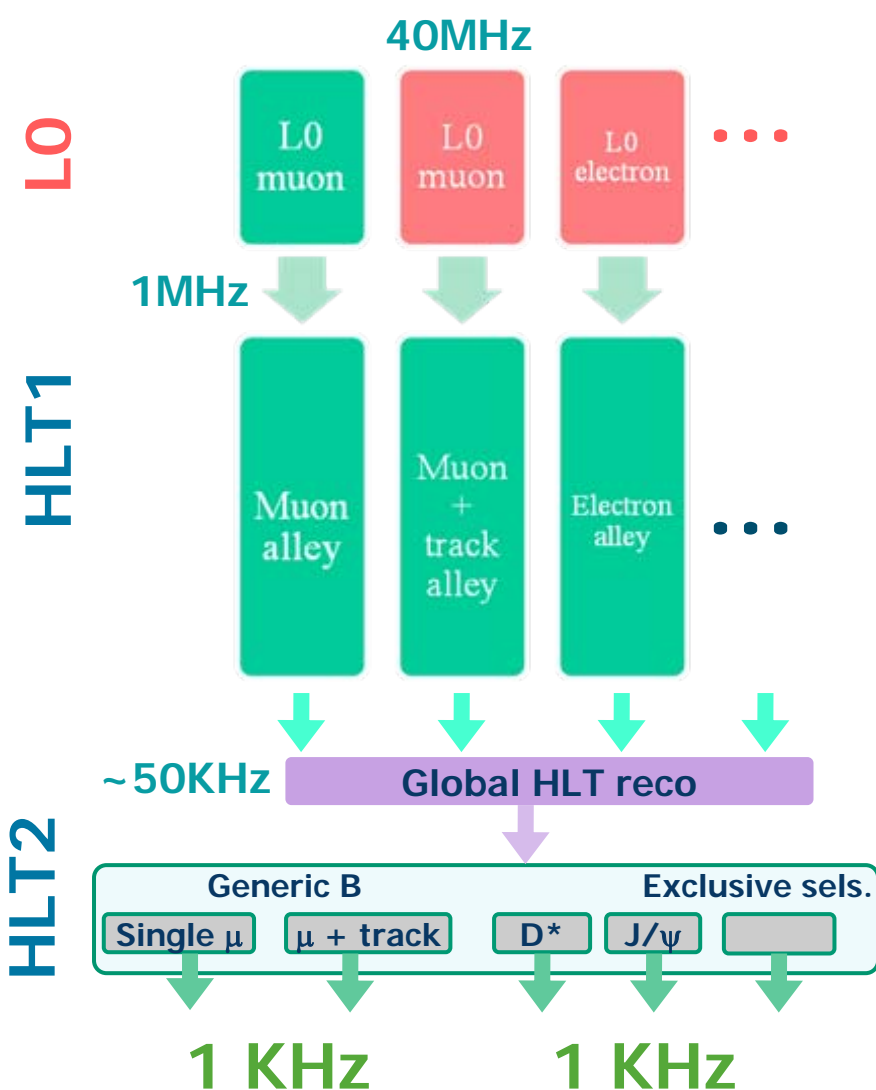 40MHz
L0
L0
muon
L0
muon
L0
electron
...
1MHz
HLT1
Muon
alley
Muon
+
track
alley
Electron
alley
...
~50KHz
Global HLT reco
HLT2
Generic B
Exclusive sels.
Single μ
μ + track
D*
J/ψ
1 KHz
1 KHz